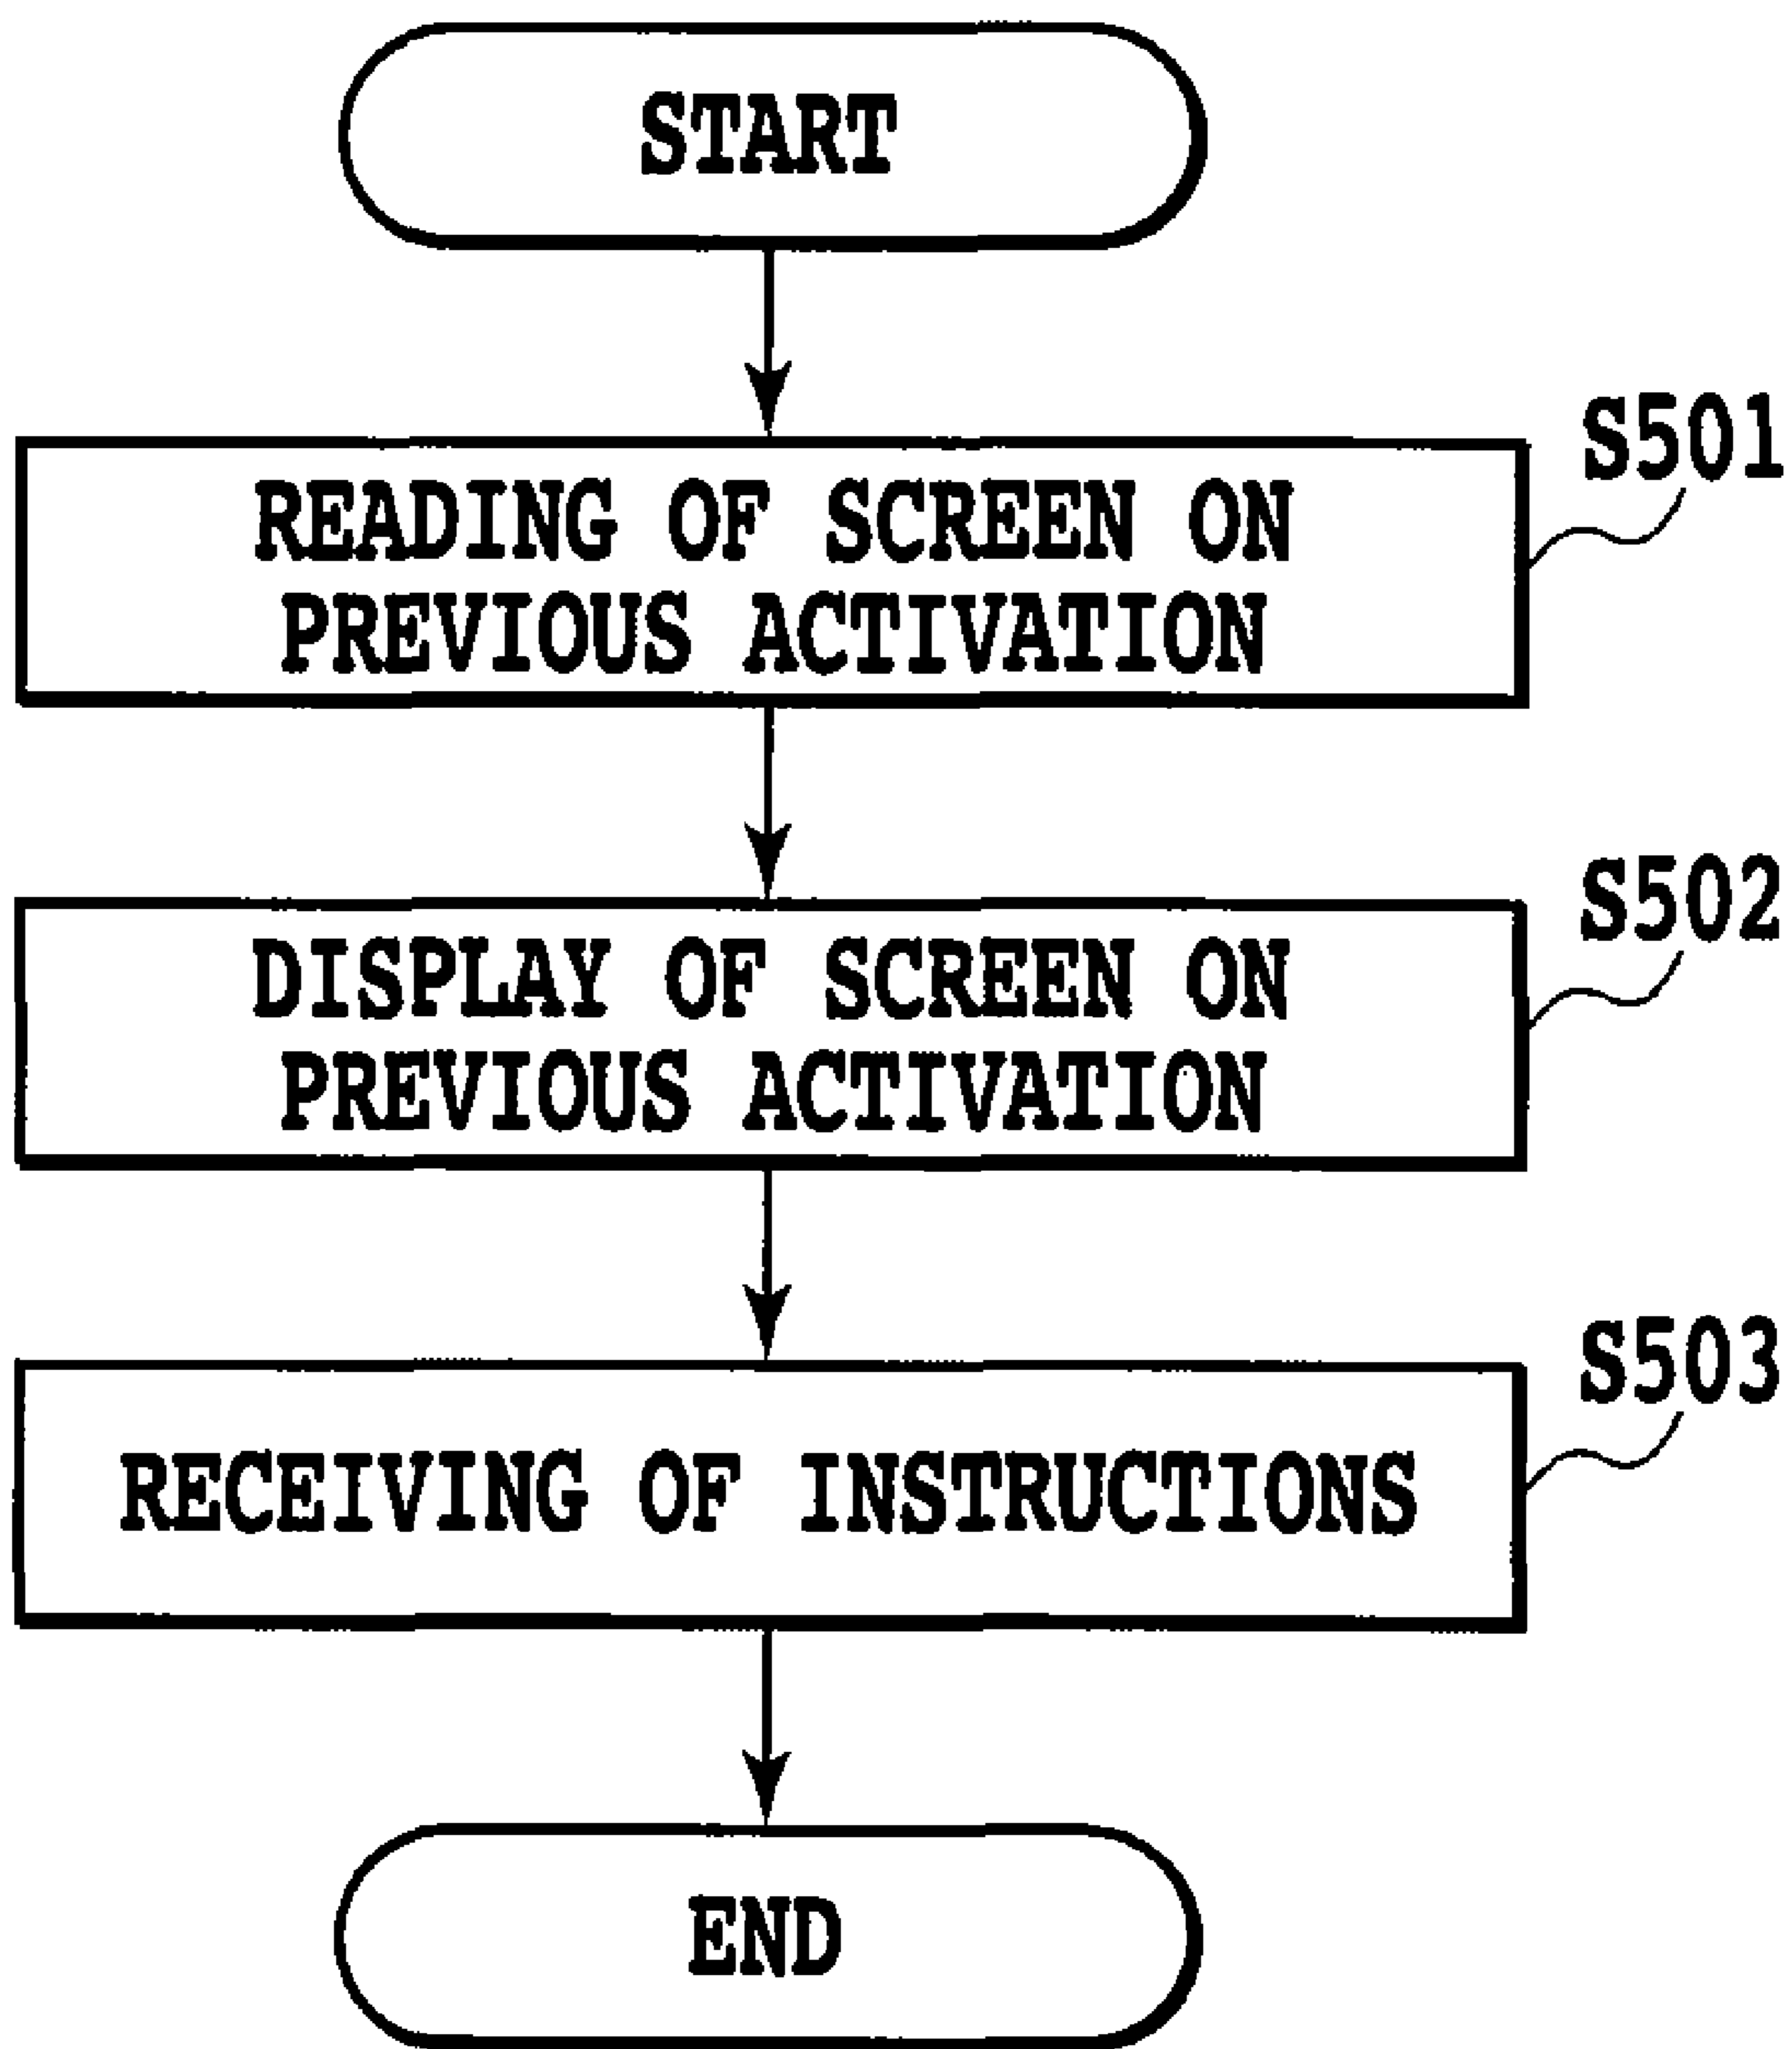 START
S501
READING OF SCREEN ON
PREVIOUS ACTIVATION
S502
DISPLAY OF SCREEN ON
PREVIOUS ACTIVATION
S503
RECEIVING OF INSTRUCTIONS
END